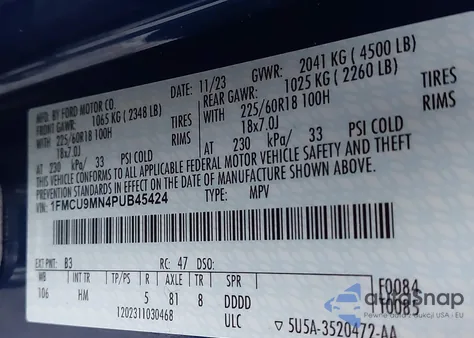 MFD. BY FORD MOTOR CO.
DATE: 11/23 GVWR: 2041 KG ( 4500 LB)
FRONT GAWR: 1065 KG ( 2348 LB) REAR GAWR: 1025 KG ( 2260 LB)
WITH 225/60R18 100H TIRES WITH 225/60R18 100H TIRES
18x7.0J RIMS 18x7.0J RIMS
AT 230 kPa/ 33 PSI COLD AT 230 kPa/ 33 PSI COLD
THIS VEHICLE CONFORMS TO ALL APPLICABLE FEDERAL MOTOR VEHICLE SAFETY AND THEFT
PREVENTION STANDARDS IN EFFECT ON THE DATE OF MANUFACTURE SHOWN ABOVE.
VIN: 1FMCU9MN4PUB45424
TYPE: MPV
EXT PNT: B3 RC: 47 DSO:
WB INT TR TP/PS R AXLE TR SPR
106 HM 5 81 8 DDDD
F0084
T0085
1202311030468 ULC
▽ 5U5A-3520472-AA
autoSnap